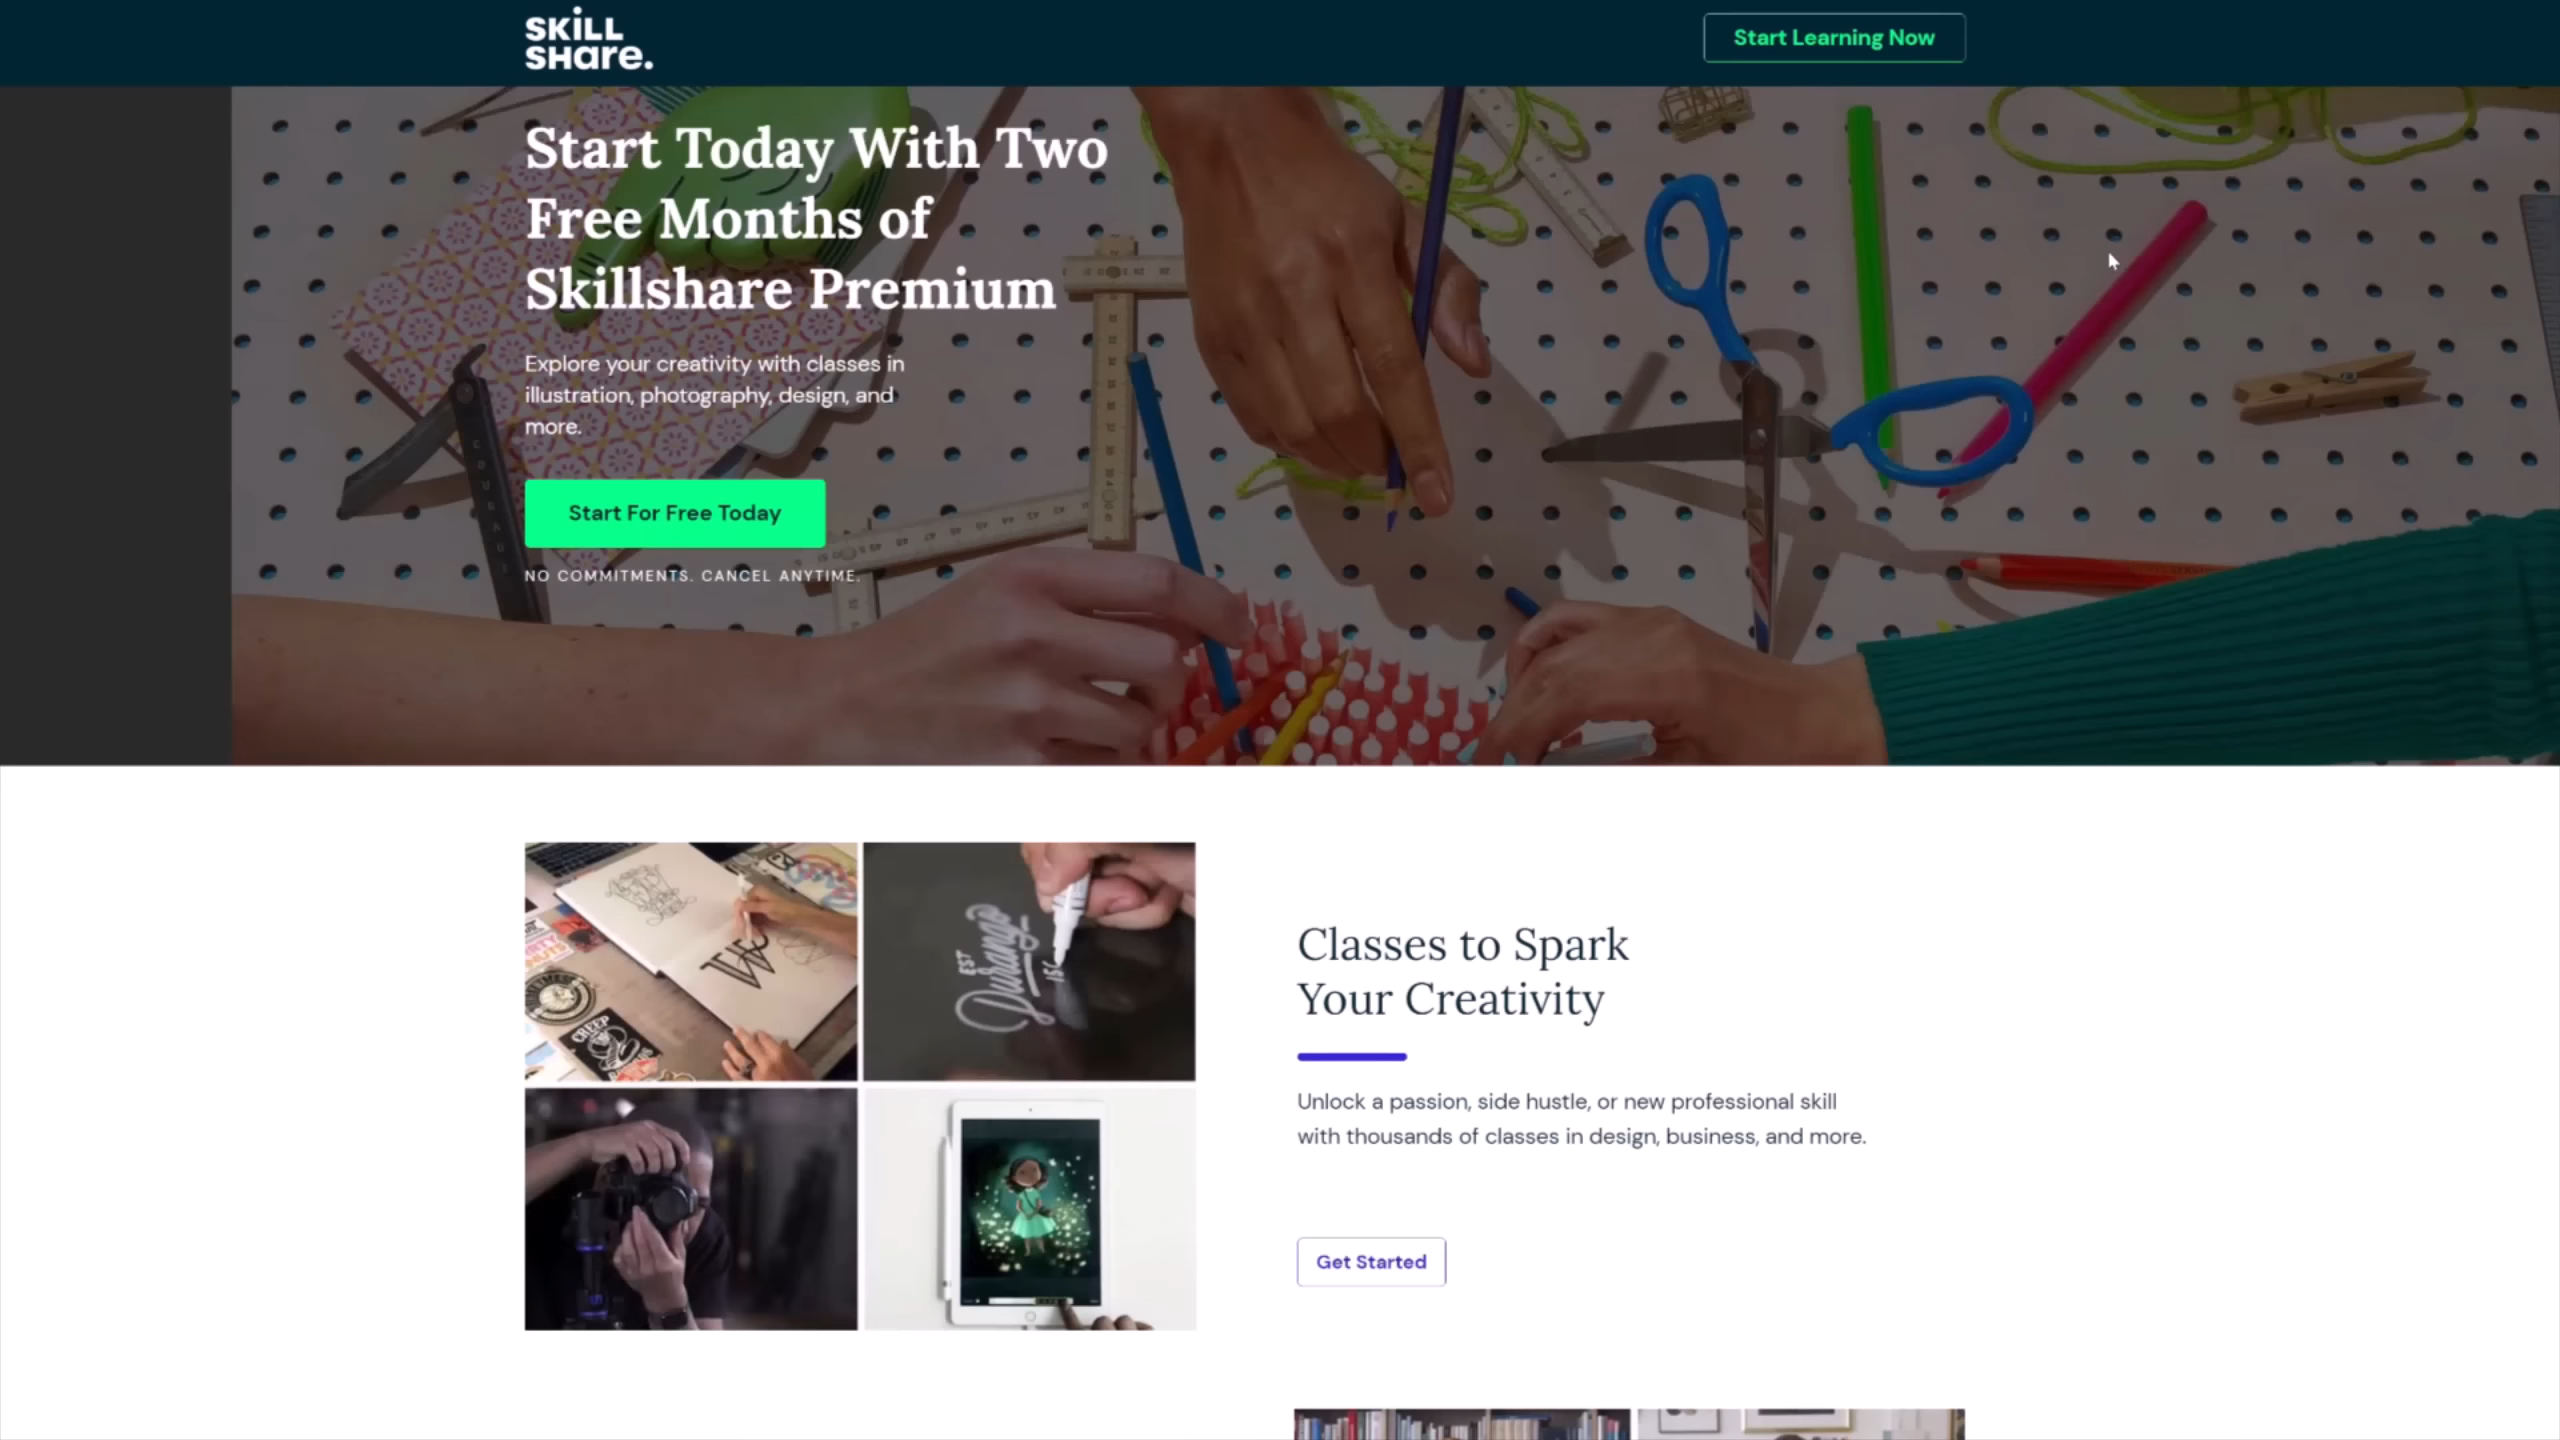 SKILL
SHare.
Start Learning Now
Start Today With Two
Free Months of
Skillshare Premium
Explore your creativity with classes in
illustration, photography, design, and
more.
Start For Free Today
NO COMMITMENTS. CANCEL ANYTIME.
EST
Durango
CREEP
Classes to Spark
Your Creativity
Unlock a passion, side hustle, or new professional skill
with thousands of classes in design, business, and more.
Get Started